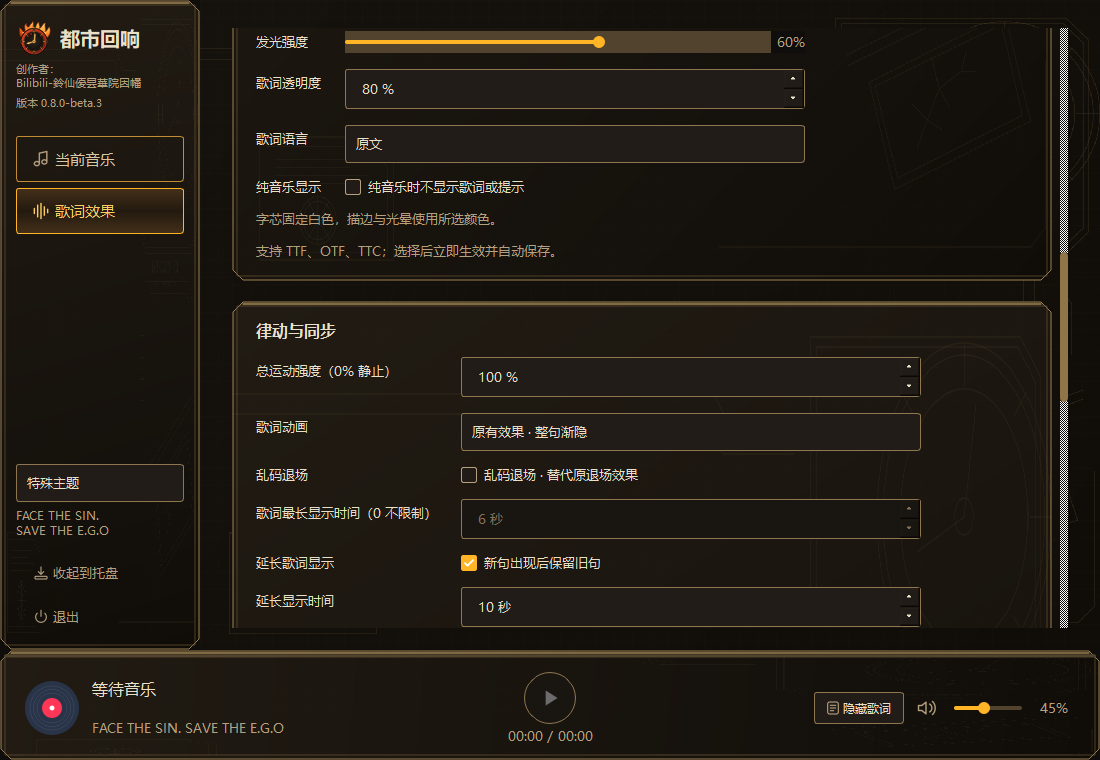 都市回响
创作者：
Bilibili-鈴仙優曇華院因幡
版本 0.8.0-beta.3
当前音乐
歌词效果
特殊主题
FACE THE SIN.
SAVE THE E.G.O
收起到托盘
退出
发光强度 60%
歌词透明度 80 %
歌词语言 原文
纯音乐显示 纯音乐时不显示歌词或提示
字芯固定白色，描边与光晕使用所选颜色。
支持 TTF、OTF、TTC；选择后立即生效并自动保存。
律动与同步
总运动强度（0% 静止） 100 %
歌词动画 原有效果 · 整句渐隐
乱码退场 乱码退场 · 替代原退场效果
歌词最长显示时间（0 不限制） 6 秒
延长歌词显示 新句出现后保留旧句
延长显示时间 10 秒
等待音乐
FACE THE SIN. SAVE THE E.G.O
00:00 / 00:00
隐藏歌词 45%